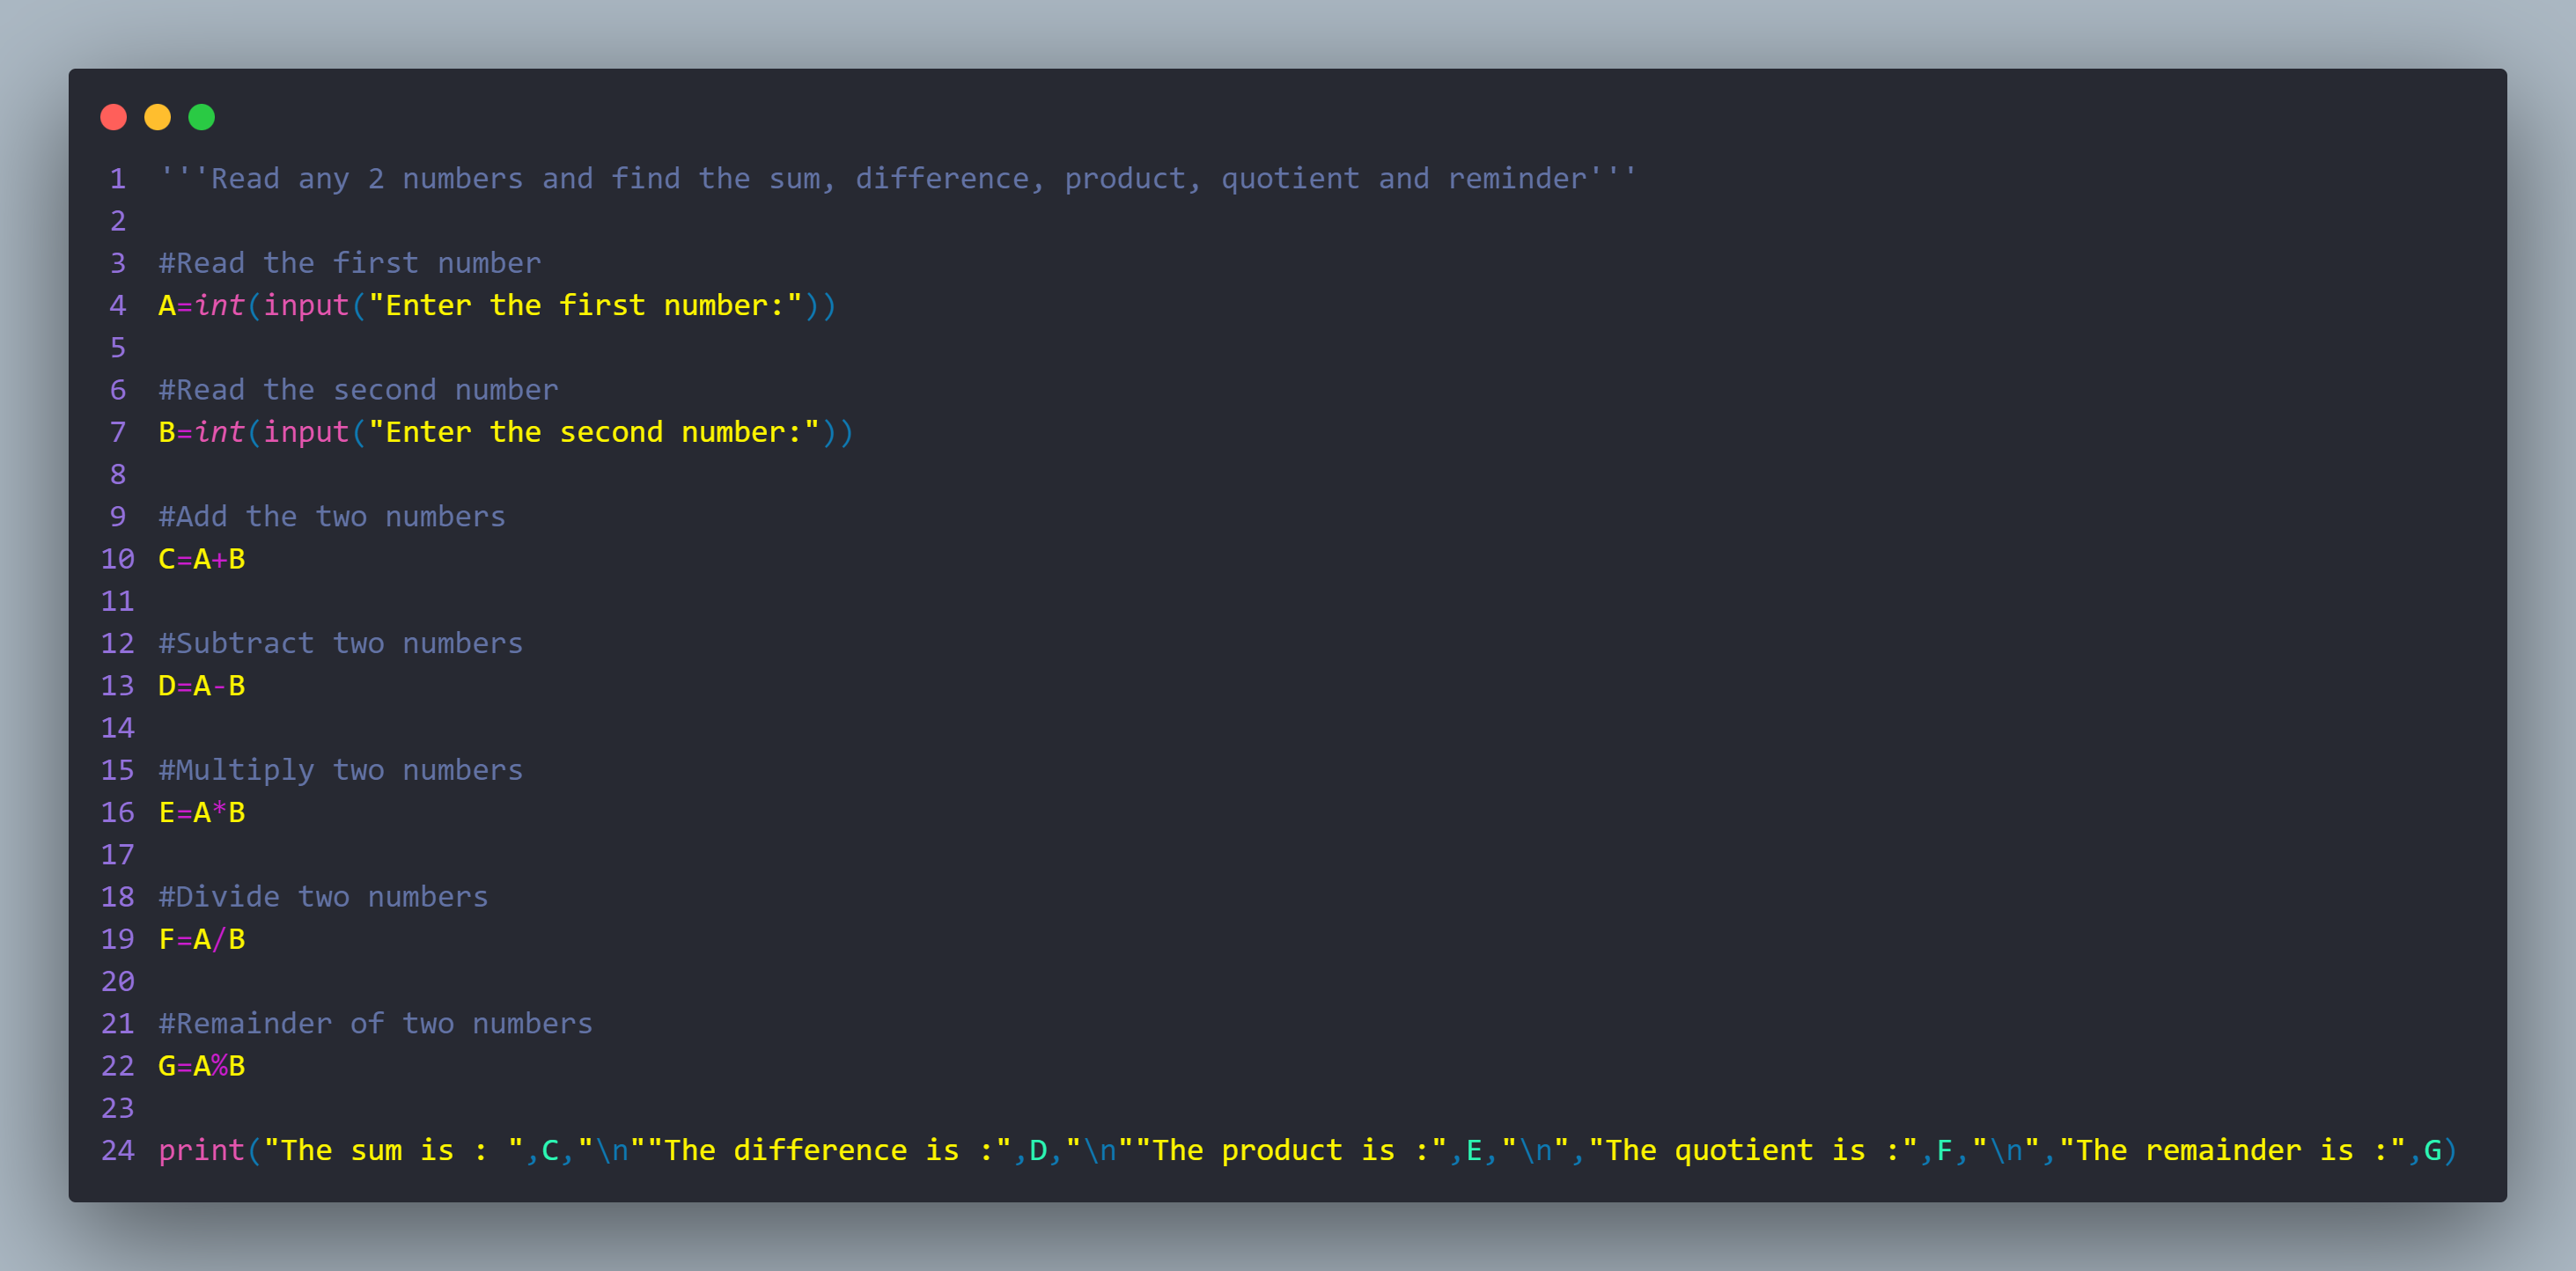 1 '''Read any 2 numbers and find the sum, difference, product, quotient and reminder'''
2
3 #Read the first number
4 A=int(input("Enter the first number:"))
5
6 #Read the second number
7 B=int(input("Enter the second number:"))
8
9 #Add the two numbers
10 C=A+B
11
12 #Subtract two numbers
13 D=A-B
14
15 #Multiply two numbers
16 E=A*B
17
18 #Divide two numbers
19 F=A/B
20
21 #Remainder of two numbers
22 G=A%B
23
24 print("The sum is : ",C,"\n""The difference is :",D,"\n""The product is :",E,"\n","The quotient is :",F,"\n","The remainder is :",G)